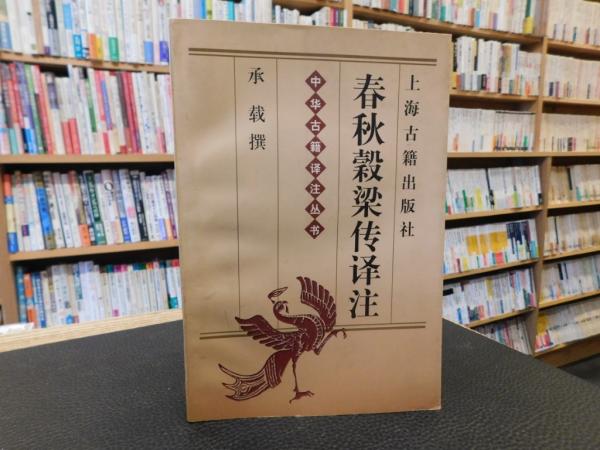 上海古籍出版社
春秋穀梁传译注
中华古籍译注丛书
承载撰